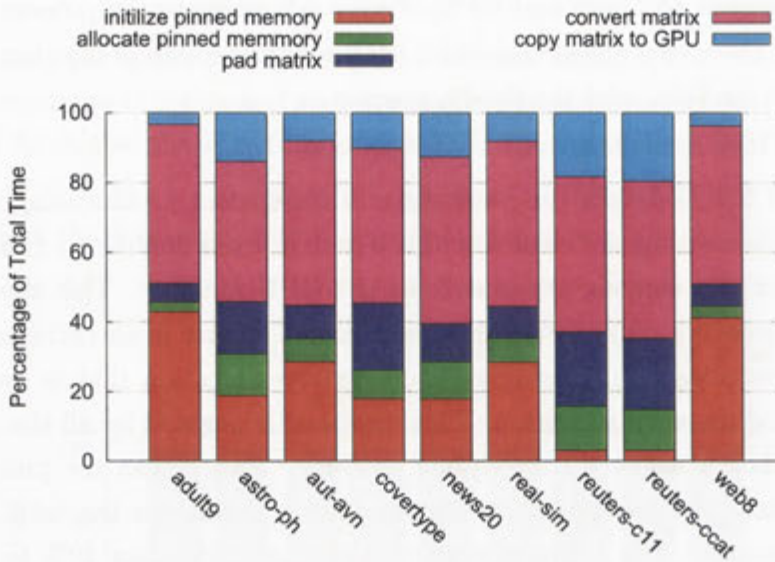 initilize pinned memory
allocate pinned memmory
pad matrix
convert matrix
copy matrix to GPU
Percentage of Total Time
100
80
60
40
20
0
adult9
astro-ph
aut-avn
covertype
news20
real-sim
reuters-c11
reuters-ccat
web8